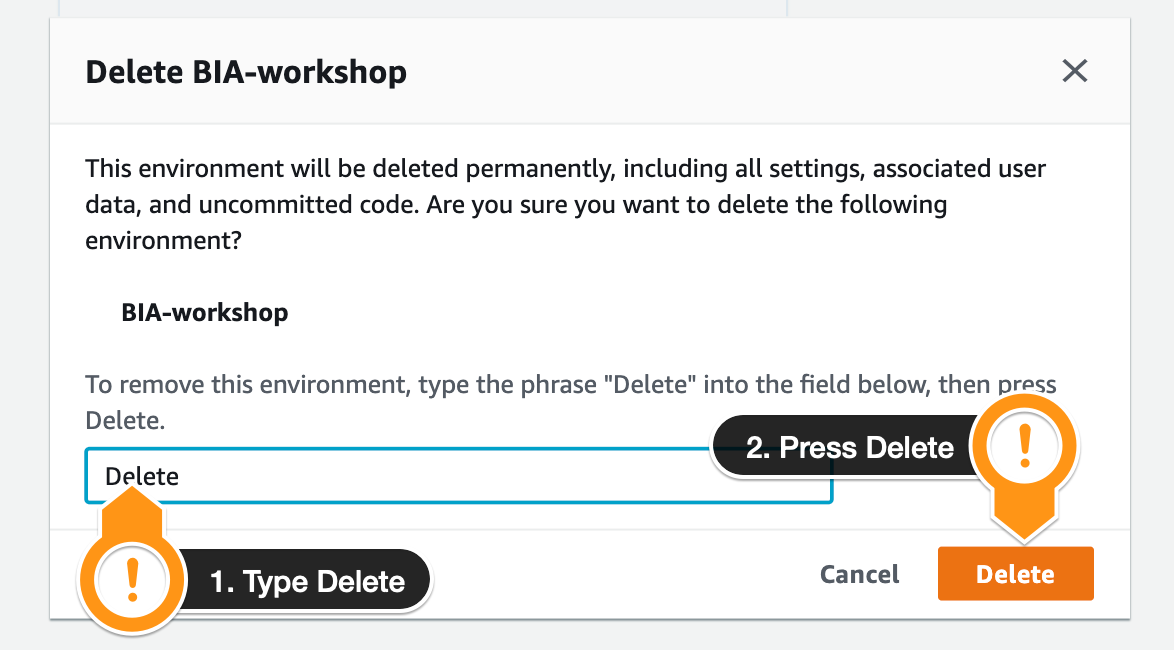 Delete BIA-workshop
This environment will be deleted permanently, including all settings, associated user
data, and uncommitted code. Are you sure you want to delete the following
environment?
BIA-workshop
To remove this environment, type the phrase "Delete" into the field below, then press
Delete.
2. Press Delete
Delete
1. Type Delete
Cancel
Delete